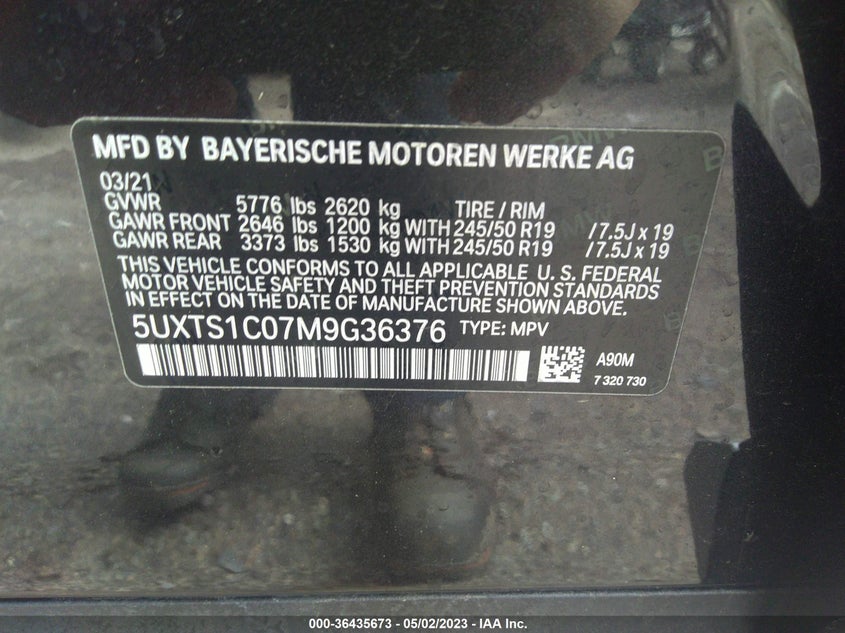 MFD BY BAYERISCHE MOTOREN WERKE AG
03/21
GVWR 5776 lbs 2620 kg TIRE / RIM
GAWR FRONT 2646 lbs 1200 kg WITH 245/50 R19 /7.5J x 19
GAWR REAR 3373 lbs 1530 kg WITH 245/50 R19 /7.5J x 19
THIS VEHICLE CONFORMS TO ALL APPLICABLE U. S. FEDERAL
MOTOR VEHICLE SAFETY AND THEFT PREVENTION STANDARDS
IN EFFECT ON THE DATE OF MANUFACTURE SHOWN ABOVE.
5UXTS1C07M9G36376 TYPE: MPV
A90M
7 320 730
000-36435673 - 05/02/2023 - IAA Inc.